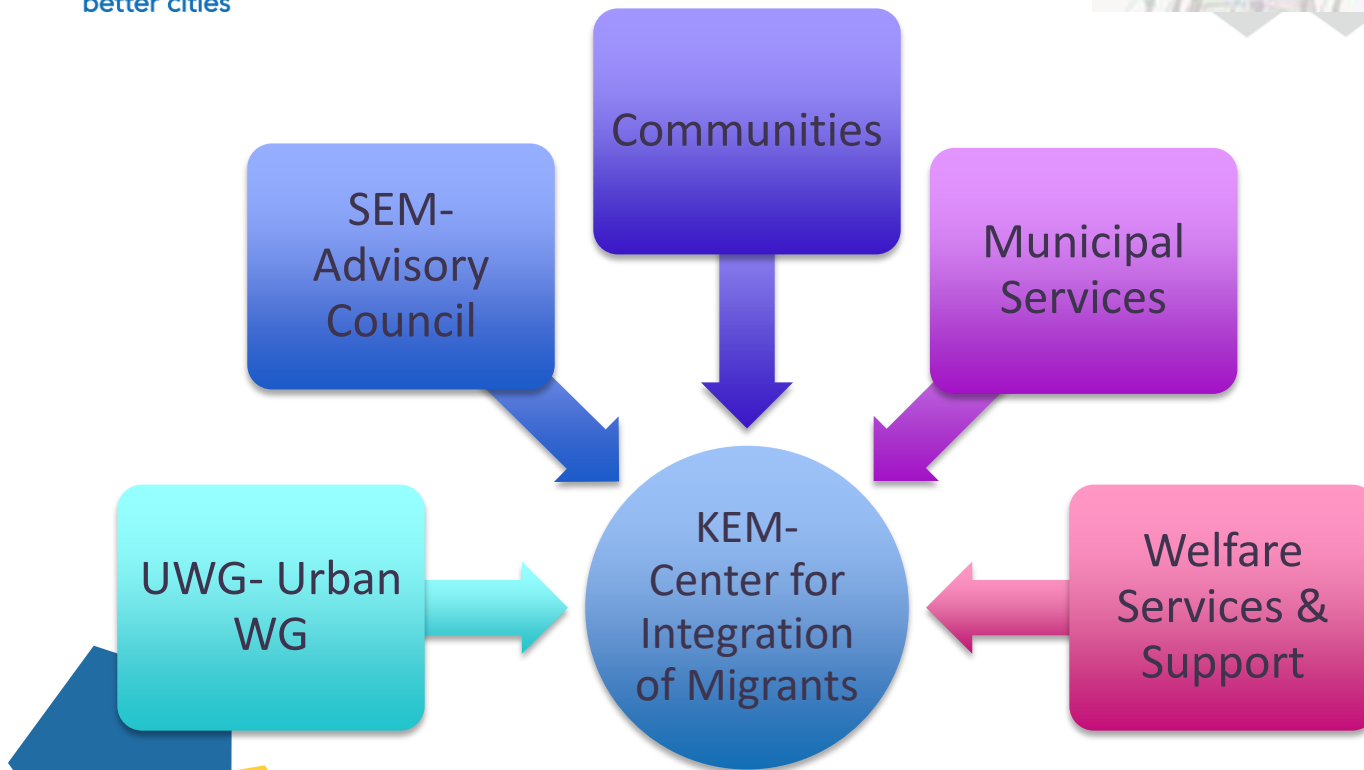 better cities
Communities
SEM-
Advisory
Council
Municipal
Services
UWG- Urban
WG
KEM-
Center for
Integration
of Migrants
Welfare
Services &
Support